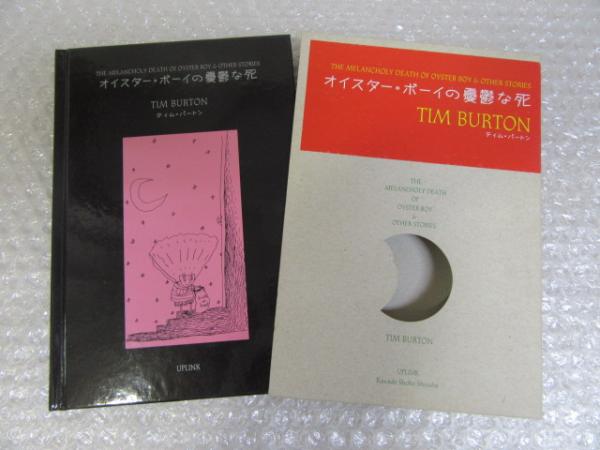 THE MELANCHOLY DEATH OF OYSTER BOY & OTHER STORIES
オイスター・ボーイの憂鬱な死
TIM BURTON
ティム・バートン
UPLINK
THE MELANCHOLY DEATH OF OYSTER BOY & OTHER STORIES
オイスター・ボーイの憂鬱な死
TIM BURTON
ティム・バートン
THE
MELANCHOLY DEATH
OF
OYSTER BOY
&
OTHER STORIES
TIM BURTON
UPLINK
Kawade Shobo Shinsha